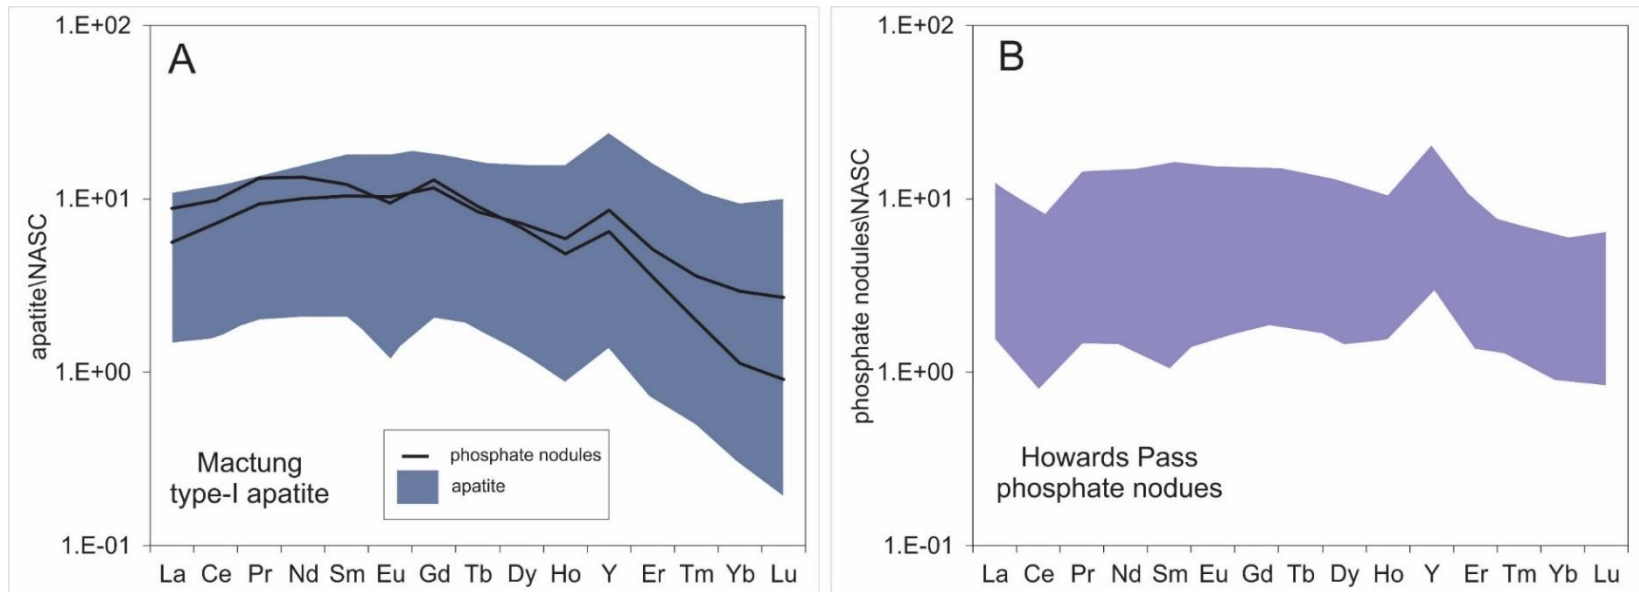 A
1.E+02
1.E+01
1.E+00
1.E-01
apatite\NASC
Mactung
type-I apatite
phosphate nodules
apatite
La Ce Pr Nd Sm Eu Gd Tb Dy Ho Y Er Tm Yb Lu
B
1.E+02
1.E+01
1.E+00
1.E-01
phosphate nodules\NASC
Howards Pass
phosphate nodues
La Ce Pr Nd Sm Eu Gd Tb Dy Ho Y Er Tm Yb Lu